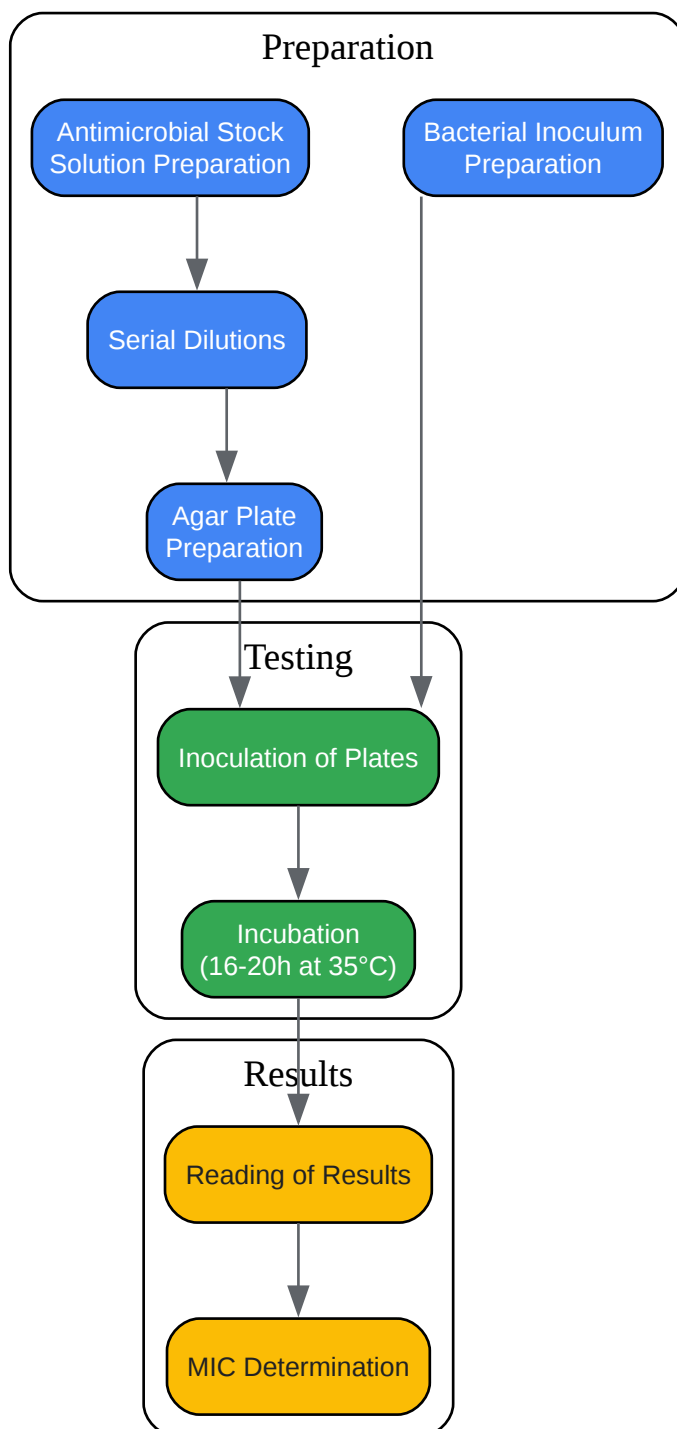 Preparation
Antimicrobial Stock
Solution Preparation
Bacterial Inoculum
Preparation
Serial Dilutions
Agar Plate
Preparation
Testing
Inoculation of Plates
Incubation
(16-20h at 35°C)
Results
Reading of Results
MIC Determination